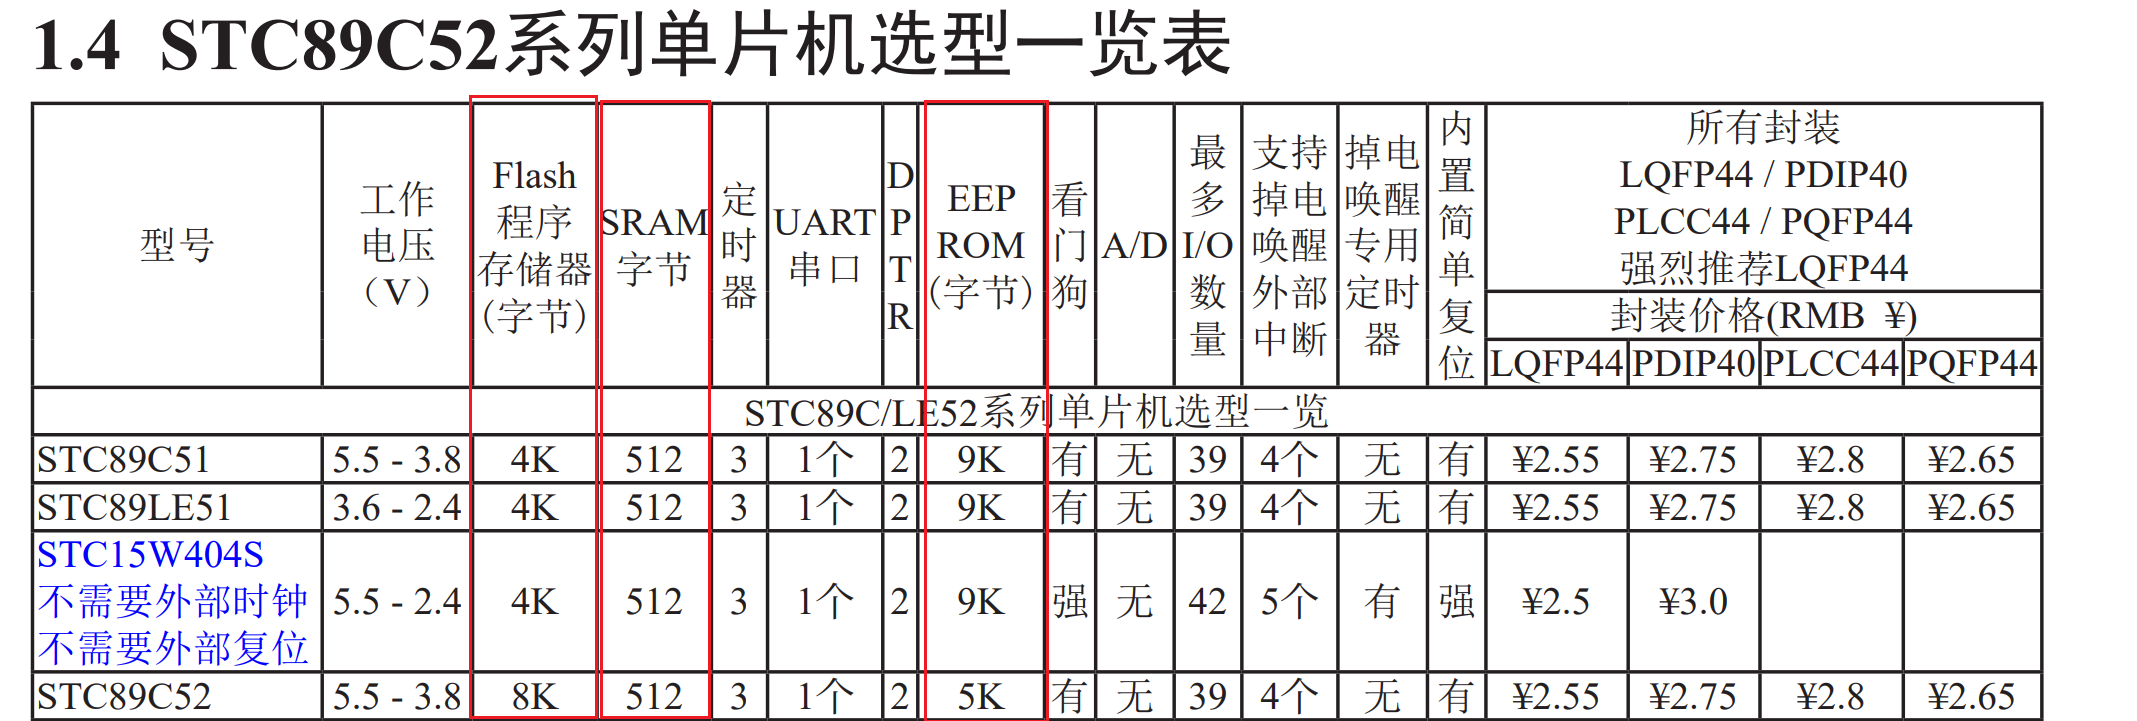 1.4 STC89C52系列单片机选型一览表
型号 工作电压(V) Flash程序存储器(字节) SRAM字节 定时器 UART串口 DPTR EEPROM(字节) 看门狗 A/D 最多I/O数量 支持掉电唤醒外部中断 掉电唤醒专用定时器 内置简单复位 所有封装
LQFP44 / PDIP40
PLCC44 / PQFP44
强烈推荐LQFP44
封装价格(RMB ¥)
LQFP44 PDIP40 PLCC44 PQFP44
STC89C/LE52系列单片机选型一览
STC89C51 5.5 - 3.8 4K 512 3 1个 2 9K 有 无 39 4个 无 有 ¥2.55 ¥2.75 ¥2.8 ¥2.65
STC89LE51 3.6 - 2.4 4K 512 3 1个 2 9K 有 无 39 4个 无 有 ¥2.55 ¥2.75 ¥2.8 ¥2.65
STC15W404S
不需要外部时钟 5.5 - 2.4 4K 512 3 1个 2 9K 强 无 42 5个 有 强 ¥2.5 ¥3.0
不需要外部复位
STC89C52 5.5 - 3.8 8K 512 3 1个 2 5K 有 无 39 4个 无 有 ¥2.55 ¥2.75 ¥2.8 ¥2.65